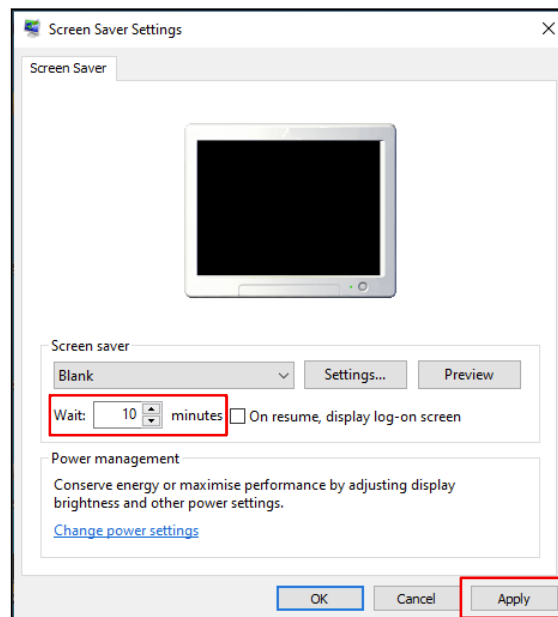 Screen Saver Settings
Screen Saver
Screen saver
Blank
Settings...
Preview
Wait: 10 minutes On resume, display log-on screen
Power management
Conserve energy or maximise performance by adjusting display
brightness and other power settings.
Change power settings
OK Cancel Apply